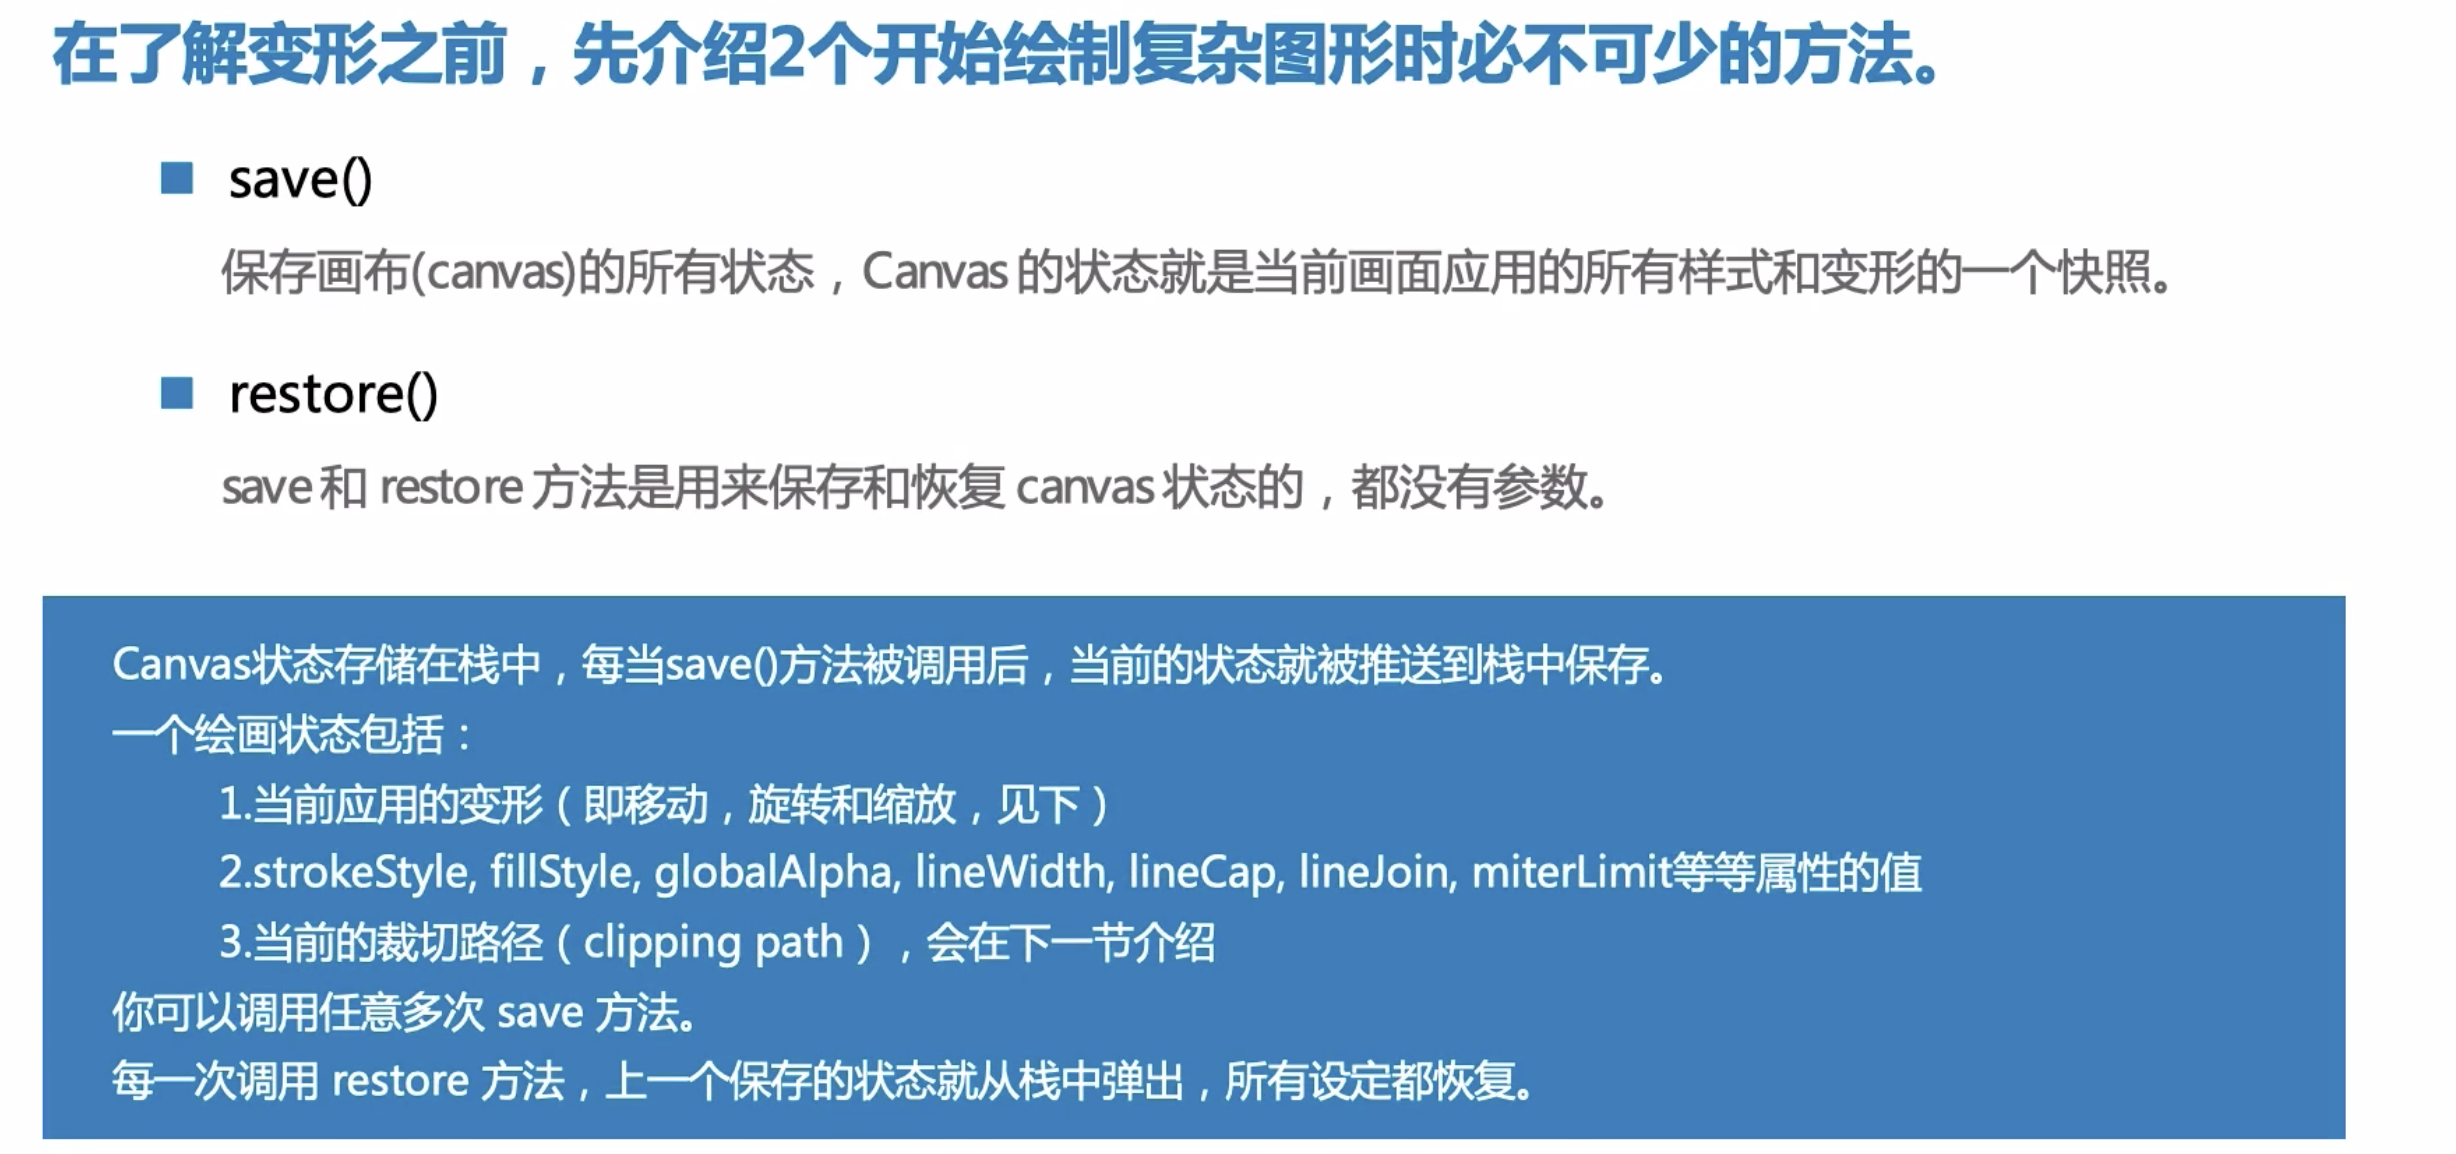 在了解变形之前，先介绍2个开始绘制复杂图形时必不可少的方法。
save()
保存画布(canvas)的所有状态，Canvas 的状态就是当前画面应用的所有样式和变形的一个快照。
restore()
save 和 restore 方法是用来保存和恢复 canvas 状态的，都没有参数。
Canvas状态存储在栈中，每当save()方法被调用后，当前的状态就被推送到栈中保存。
一个绘画状态包括：
1.当前应用的变形（即移动，旋转和缩放，见下）
2.strokeStyle, fillStyle, globalAlpha, lineWidth, lineCap, lineJoin, miterLimit等等属性的值
3.当前的裁切路径（clipping path），会在下一节介绍
你可以调用任意多次 save 方法。
每一次调用 restore 方法，上一个保存的状态就从栈中弹出，所有设定都恢复。